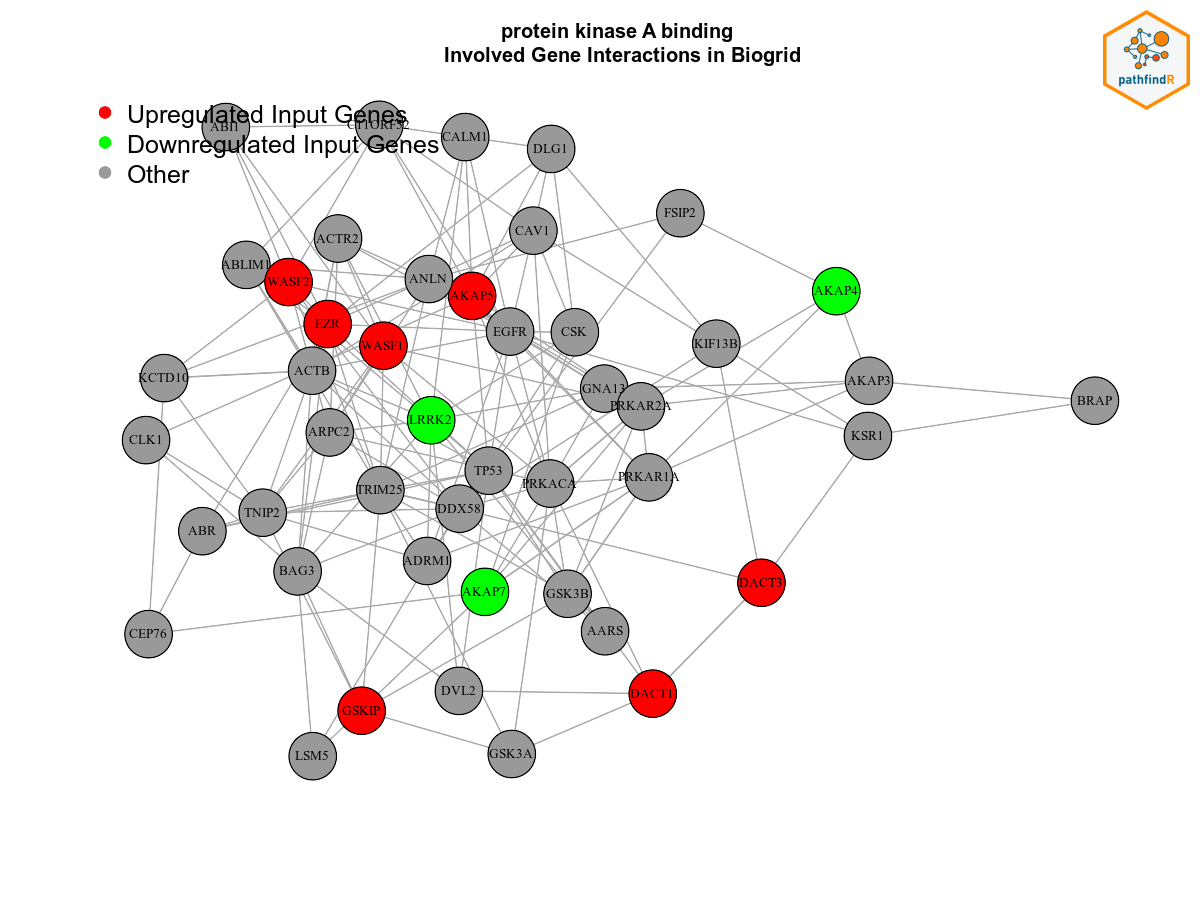 protein kinase A binding
Involved Gene Interactions in Biogrid
pathfindR
Upregulated Input Genes
Downregulated Input Genes
Other
ABI1
C11ORF52
CALM1
DLG1
FSIP2
ACTR2
CAV1
ABLIM1
WASF2
ANLN
AKAP5
AKAP4
EZR
WASF1
EGFR
CSK
KIF13B
KCTD10
ACTB
GNA13
PRKAR2A
AKAP3
BRAP
CLK1
ARPC2
LRRK2
KSR1
TP53
PRKACA
PRKAR1A
TRIM25
DDX58
TNIP2
ABR
BAG3
ADRM1
AKAP7
GSK3B
DACT3
CEP76
AARS
GSKIP
DVL2
DACT1
LSM5
GSK3A